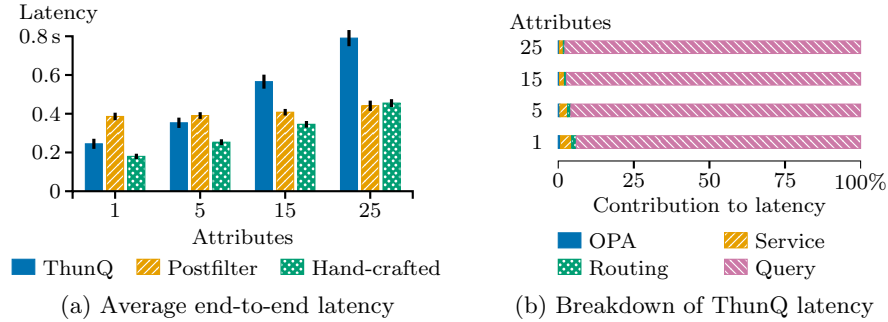 Latency
0.8 s
0.6
0.4
0.2
0
1 5 15 25
Attributes
ThunQ Postfilter Hand-crafted
(a) Average end-to-end latency
Attributes
25
15
5
1
0 25 50 75 100%
Contribution to latency
OPA Service
Routing Query
(b) Breakdown of ThunQ latency